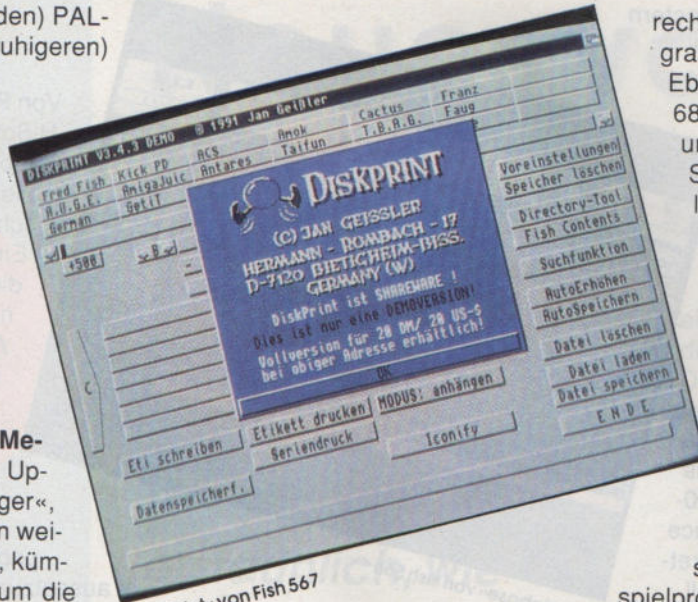 den) PAL-
uhigeren)
Me-
Up-
ger«,
n wei-
, küm-
um die
DISKPRINT V3.4.3 DEMO © 1991 Jan Geißler
Fred Fish Kick PD ACS Amok Cactus Franz
A.U.G.E. AmigaJuic Antares Taifun T.B.A.G. Faug
German GetiT
+500
B
C
DISKPRINT
(C) JAN GEISSLER
HERMANN - ROMBACH - 17
D-7120 BIETIGHEIM-BISS.
GERMANY (W)
DiskPrint ist SHAREWARE !
Dies ist nur eine DEMOVERSION!
Vollversion für 20 DM/ 20 US-$
bei obiger Adresse erhältlich!
OK
Voreinstellungen
Speicher löschen
Directory-Tool
Fish Contents
Suchfunktion
AutoErhöhen
AutoSpeichern
Datei löschen
Datei laden
Datei speichern
E N D E
Eti schreiben
Etikett drucken
MODUS: anhängen
Seriendruck
Iconify
Datenspeicherf.
von Fish 567
rech
gra
Eb
68
u
S
s
spielpro